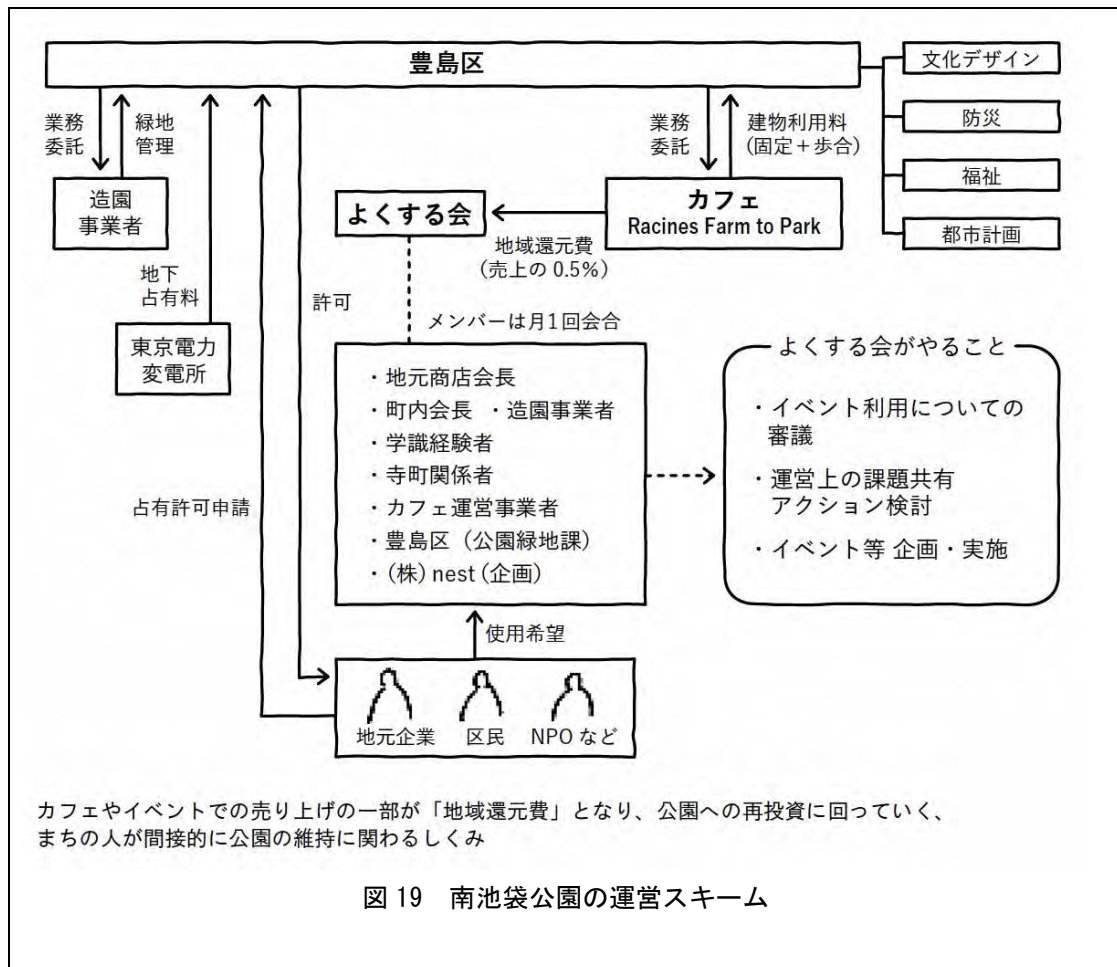 豊島区
文化デザイン
防災
福祉
都市計画
業務
委託
緑地
管理
業務
委託
建物利用料
(固定＋歩合)
造園
事業者
よくする会
カフェ
Racines Farm to Park
地域還元費
(売上の 0.5%)
地下
占有料
許可
東京電力
変電所
メンバーは月1回会合
・地元商店会長
・町内会長 ・造園事業者
・学識経験者
・寺町関係者
・カフェ運営事業者
・豊島区（公園緑地課）
・(株) nest (企画)
よくする会がやること
・イベント利用についての
審議
・運営上の課題共有
アクション検討
・イベント等 企画・実施
占有許可申請
使用希望
地元企業 区民 NPO など
カフェやイベントでの売り上げの一部が「地域還元費」となり、公園への再投資に回っていく、
まちの人が間接的に公園の維持に関わるしくみ
図 19 南池袋公園の運営スキーム